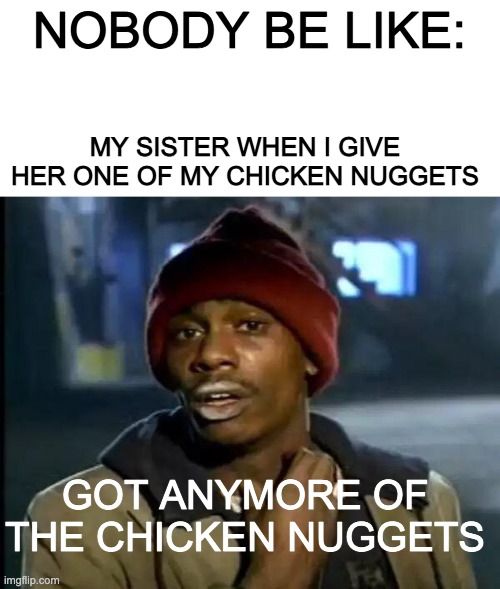 NOBODY BE LIKE:
MY SISTER WHEN I GIVE
HER ONE OF MY CHICKEN NUGGETS
GOT ANYMORE OF
THE CHICKEN NUGGETS
imgflip.com